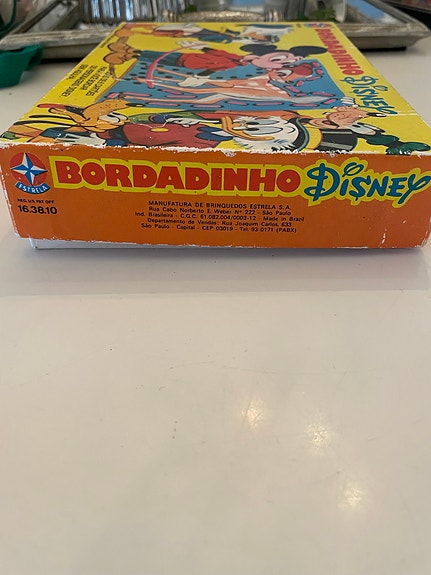 BORDADINHO DISNEY
ESTRELA
BORDADINHO DISNEY
REG. US PAT OFF
16.38.10
MANUFATURA DE BRINQUEDOS ESTRELA S.A.
Rua Cabo Norberto E. Weber Nº 222 - São Paulo
Ind. Brasileira - C.G.C. 61.082.004/0003-12 - Made in Brazil
Departamento de Vendas: Rua Joaquim Carlos, 633
São Paulo - Capital - CEP 03019 - Tel. 93-0171 (PABX)